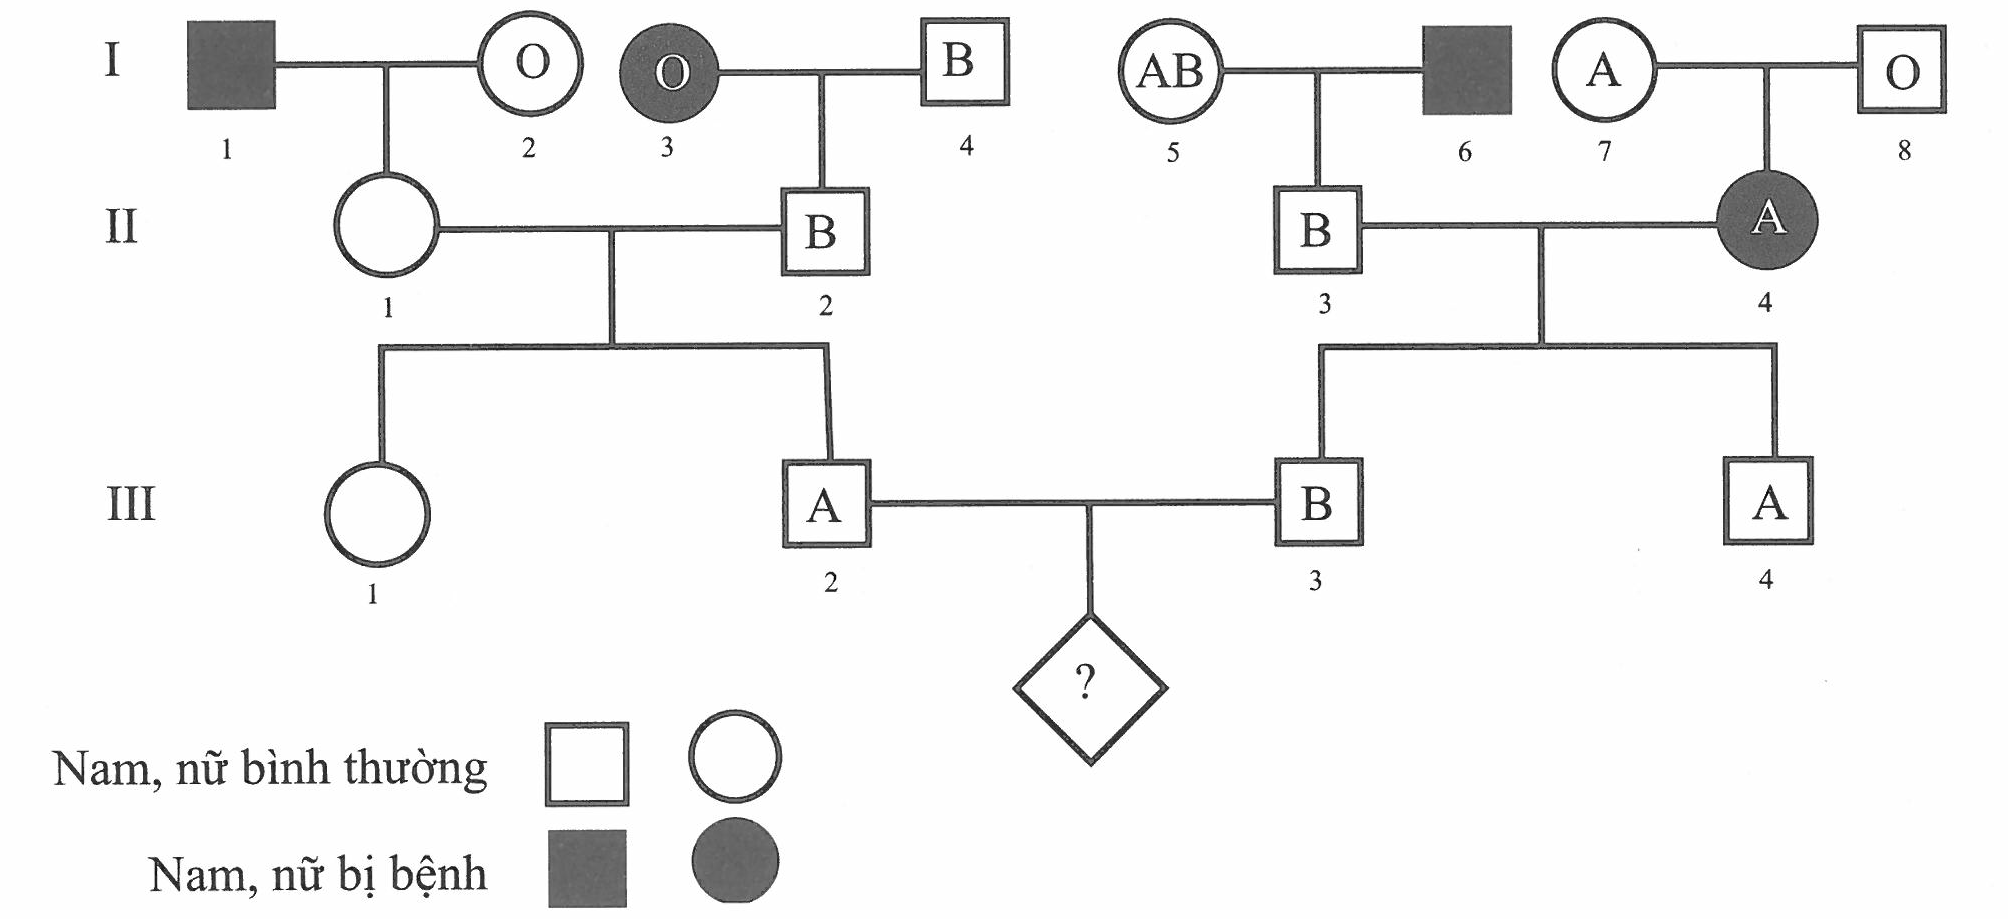 I O O B AB A O
1 2 3 4 5 6 7 8
II B B A
1 2 3 4
III A B A
1 2 3 4
?
Nam, nữ bình thường
Nam, nữ bị bệnh